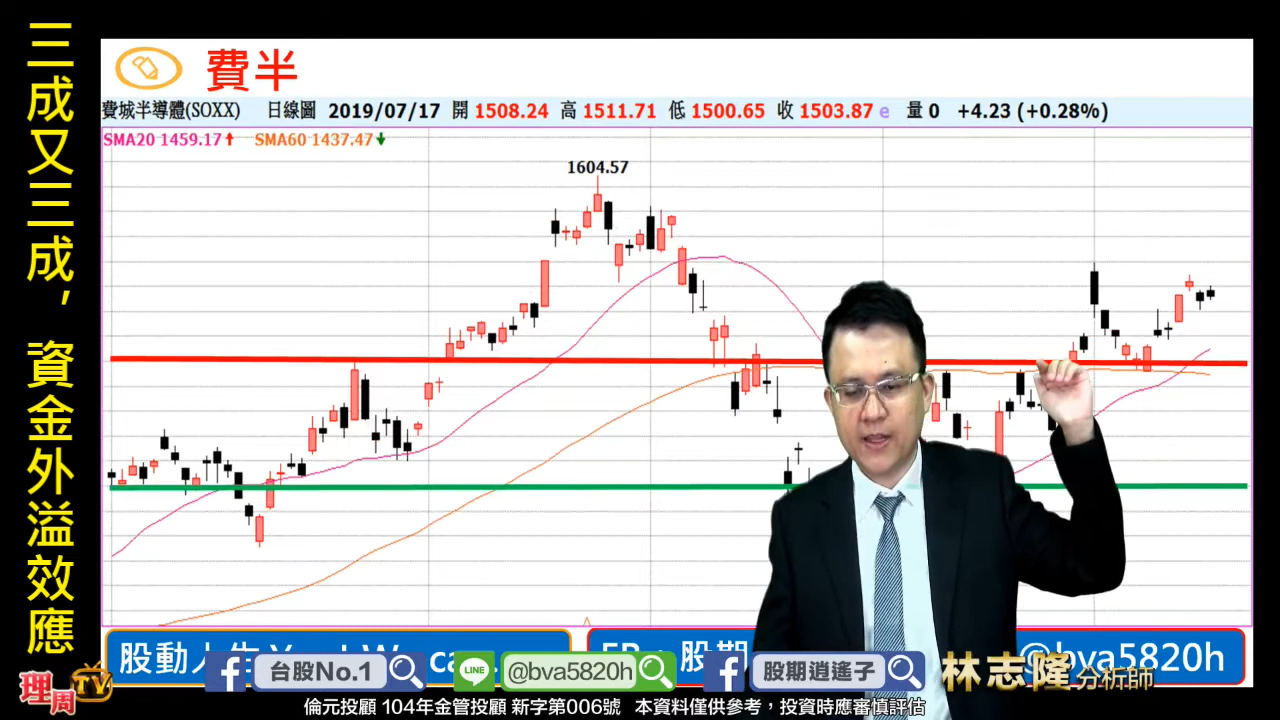 三成又三成，資金外溢效應
費半
費城半導體(SOXX) 日線圖 2019/07/17 開 1508.24 高 1511.71 低 1500.65 收 1503.87 e 量 0 +4.23 (+0.28%)
SMA20 1459.17 SMA60 1437.47
1604.57
股動人生 @bva5820h
台股No.1
LINE
@bva5820h
股期逍遙子
林志隆 分析師
理周TV
倫元投顧 104年金管投顧 新字第006號 本資料僅供參考，投資時應審慎評估